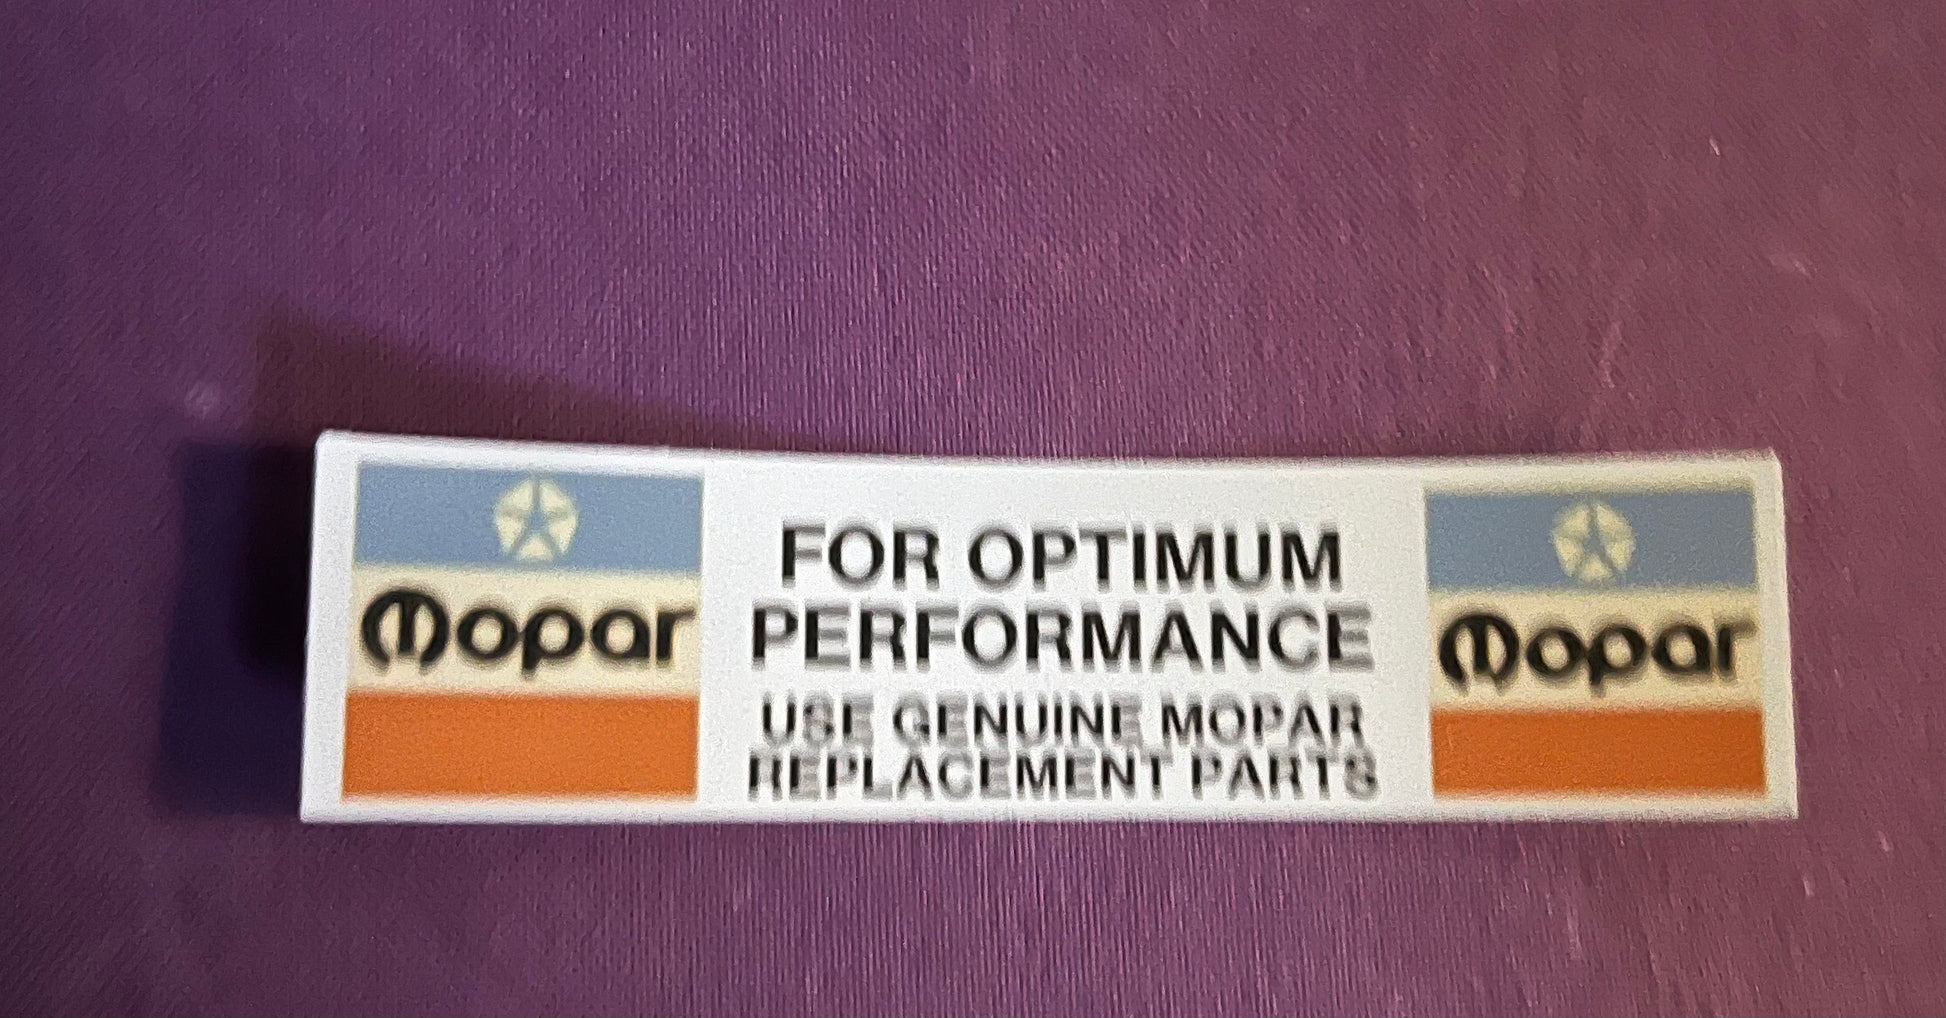 Mopar
FOR OPTIMUM
PERFORMANCE
USE GENUINE MOPAR
REPLACEMENT PARTS
Mopar